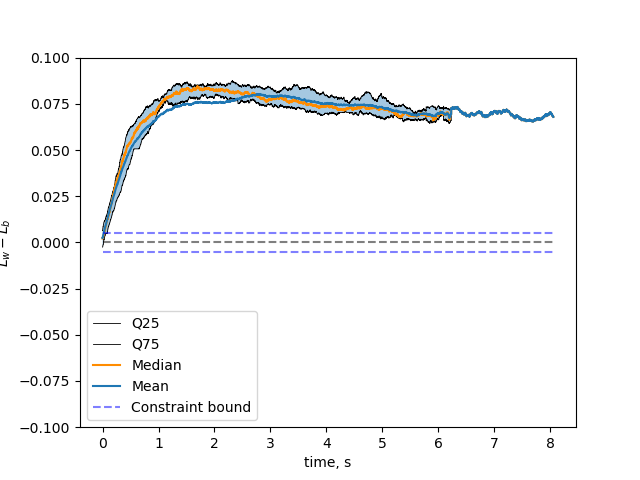 0.100
0.075
0.050
0.025
0.000
−0.025
−0.050
−0.075
−0.100
L_w − L_b
Q25
Q75
Median
Mean
Constraint bound
0 1 2 3 4 5 6 7 8
time, s